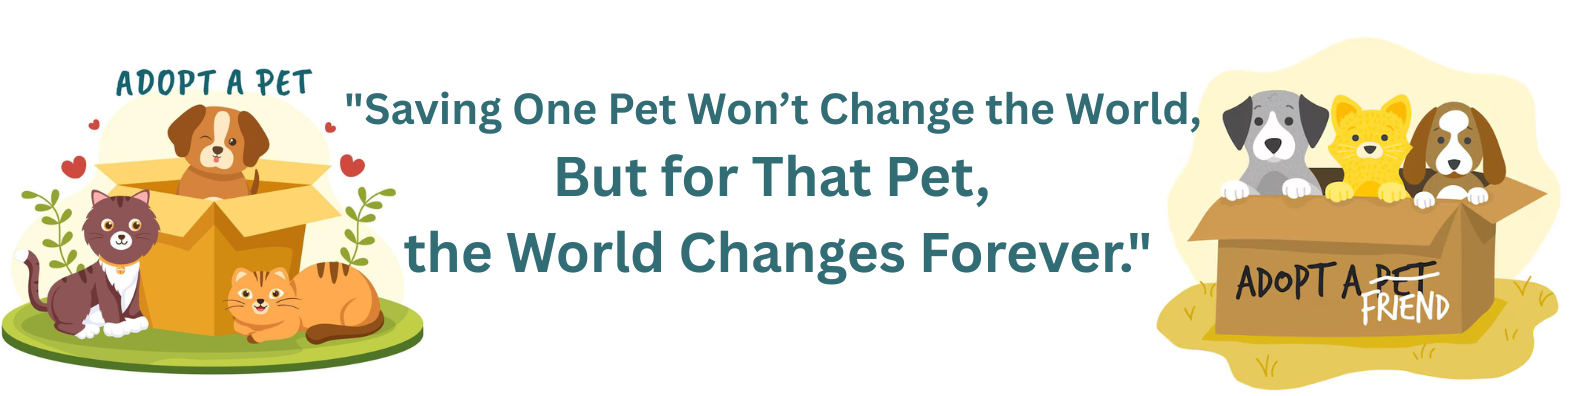 ADOPT A PET
"Saving One Pet Won’t Change the World,
But for That Pet,
the World Changes Forever."
ADOPT A PET
FRIEND